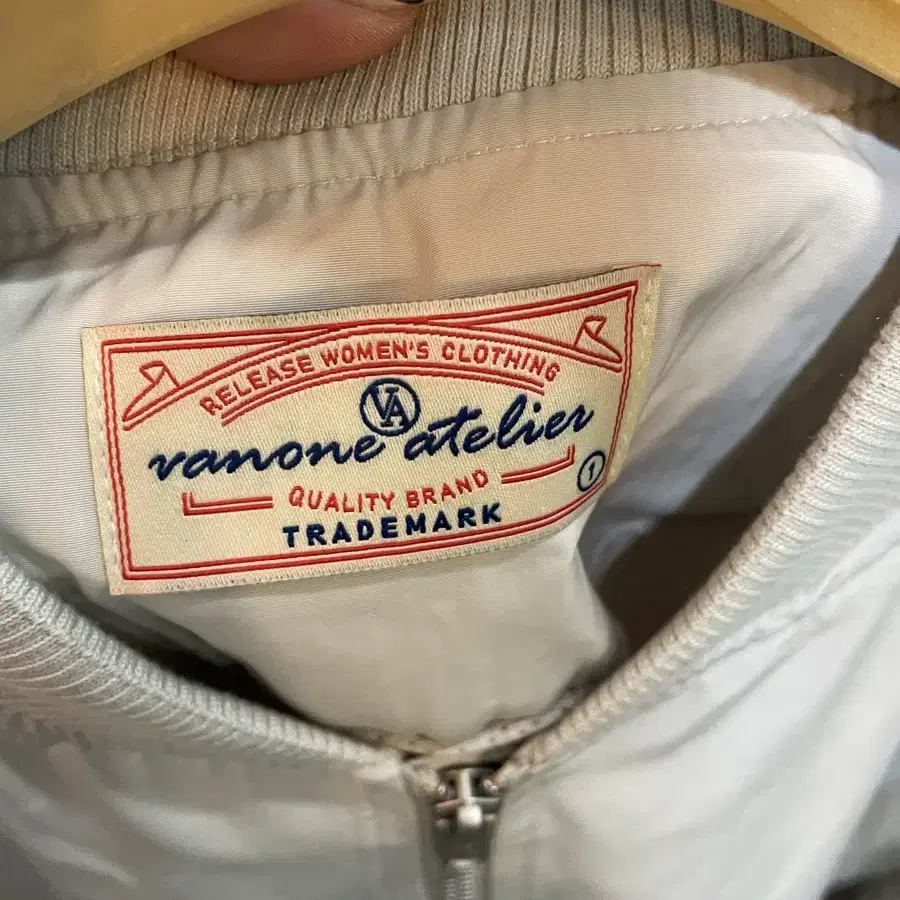 RELEASE WOMEN'S CLOTHING
VA
vanone atelier
1
QUALITY BRAND
TRADEMARK